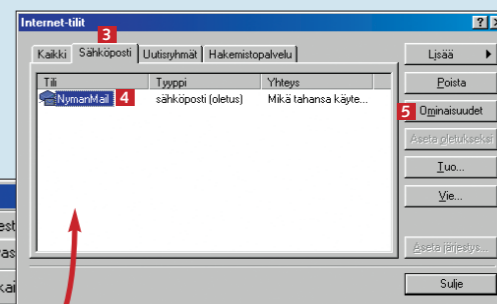 Internet-tilit
3
Kaikki Sähköposti Uutisryhmät Hakemistopalvelu
Lisää
Tili Tyyppi Yhteys
Poista
NymanMail 4 sähköposti (oletus) Mikä tahansa käyte...
5 Ominaisuudet
Aseta oletukseksi
Tuo...
Vie...
Aseta järjestys...
Sulje